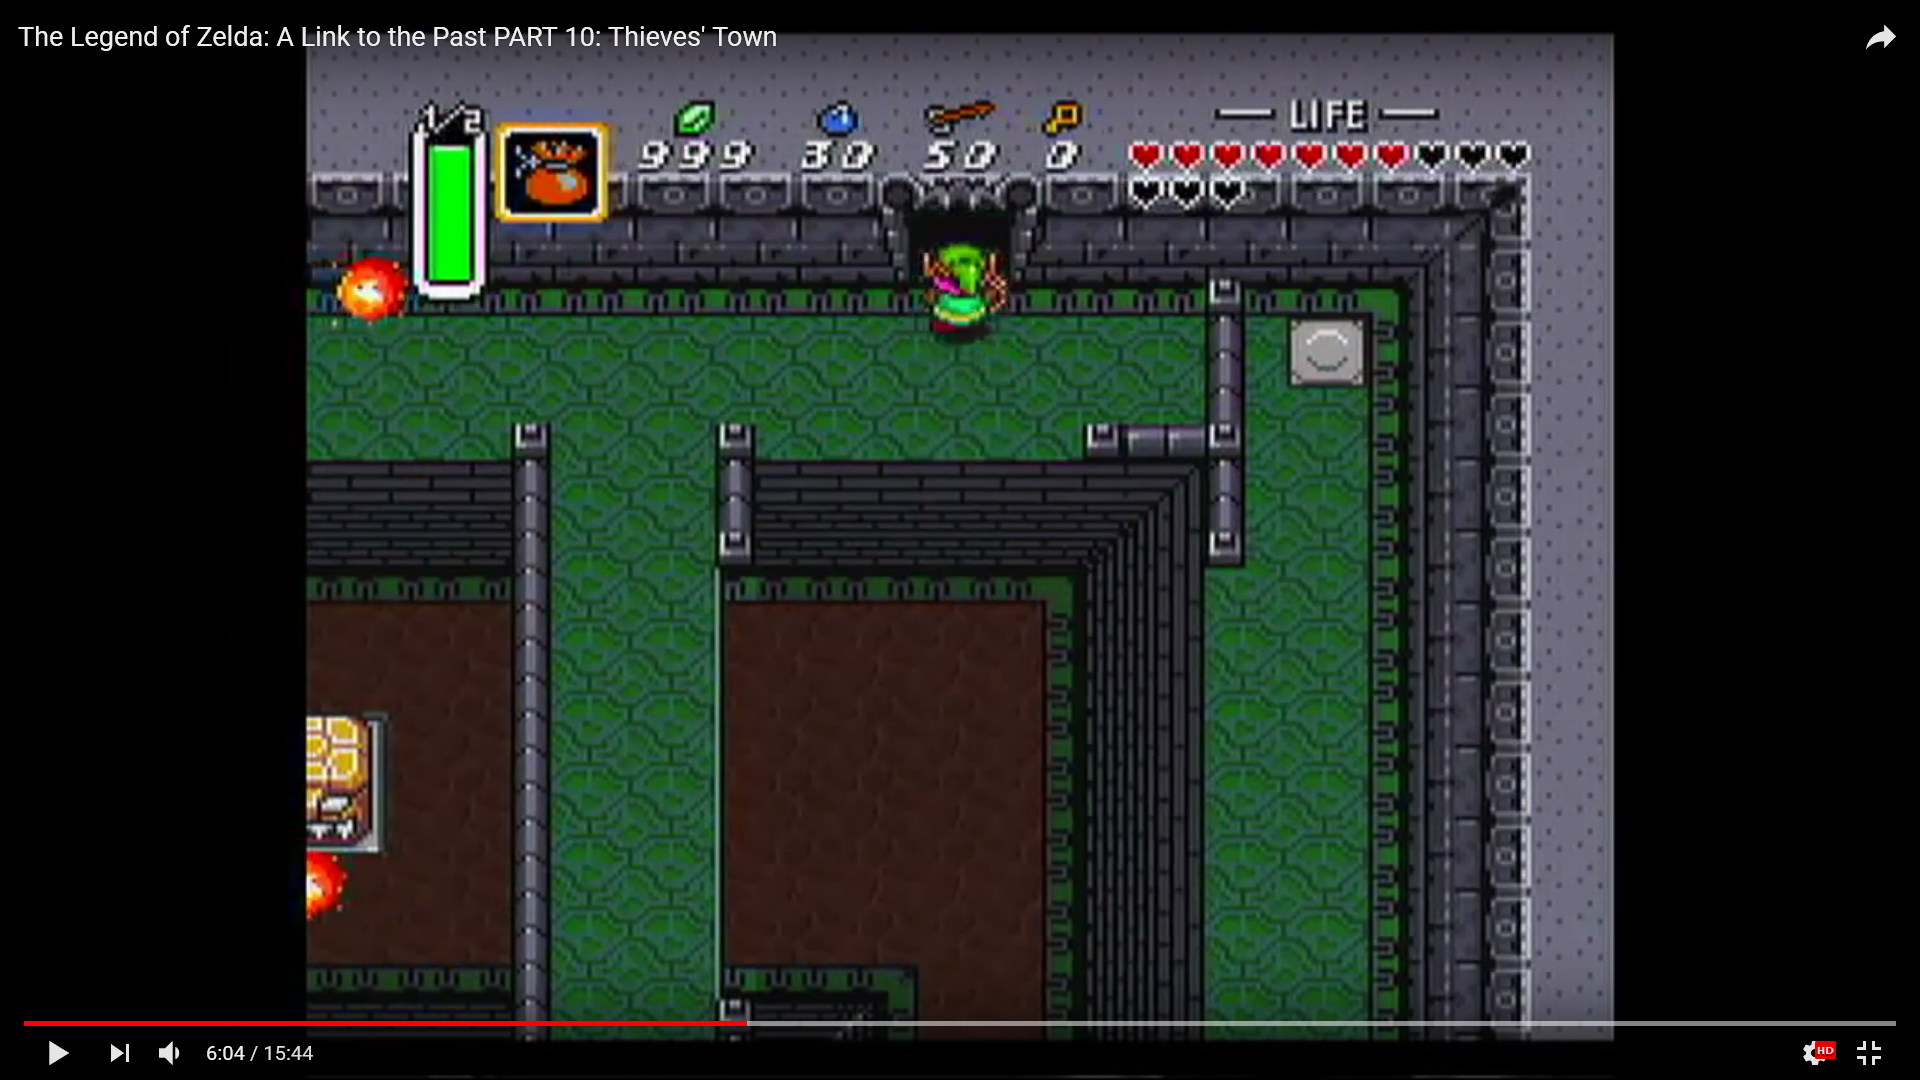 The Legend of Zelda: A Link to the Past PART 10: Thieves' Town
1/2
LIFE
999 30 50 0
6:04 / 15:44
HD